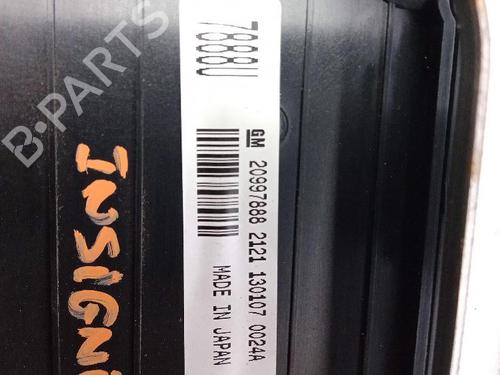 7888U
GM 20997888 2121 130107 0024A
MADE IN JAPAN
INSIGNI
B-PARTS